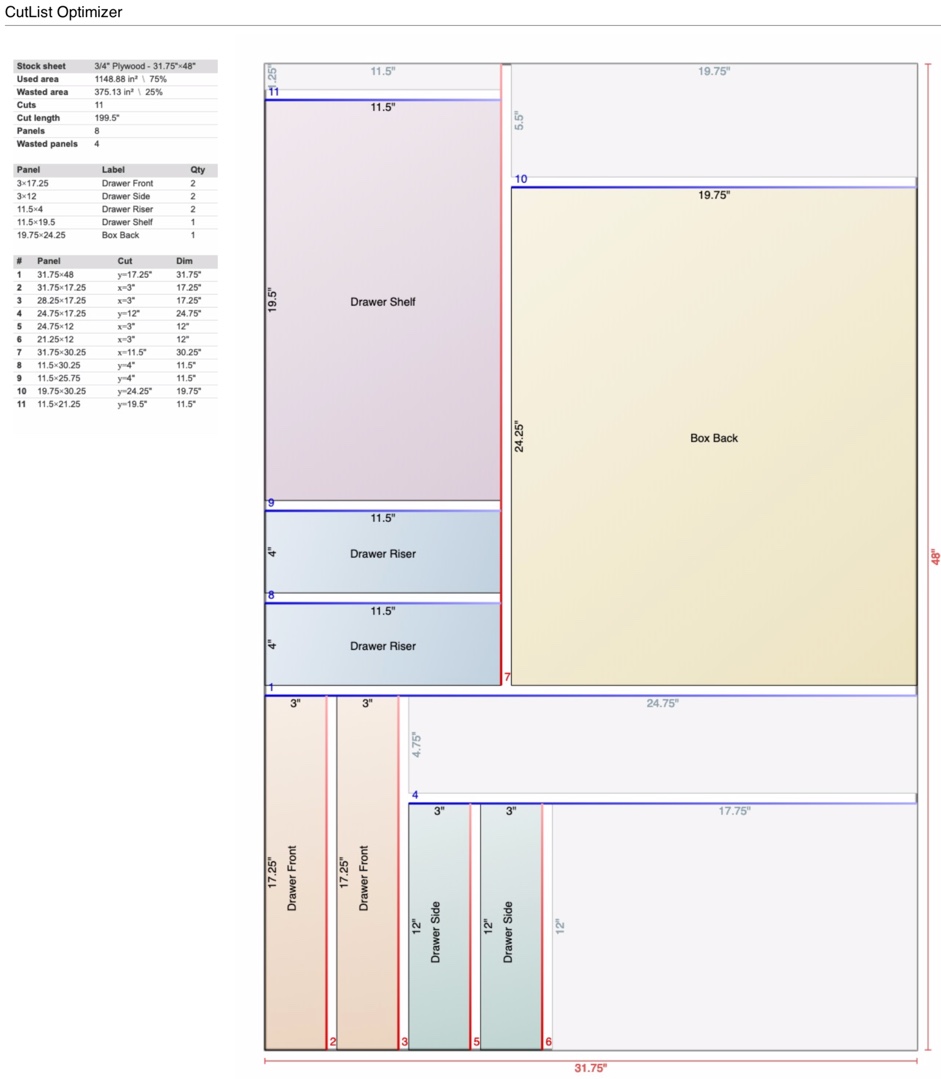 CutList Optimizer
Stock sheet 3/4" Plywood - 31.75"×48"
Used area 1148.88 in² \ 75%
Wasted area 375.13 in² \ 25%
Cuts 11
Cut length 199.5"
Panels 8
Wasted panels 4
Panel Label Qty
3×17.25 Drawer Front 2
3×12 Drawer Side 2
11.5×4 Drawer Riser 2
11.5×19.5 Drawer Shelf 1
19.75×24.25 Box Back 1
# Panel Cut Dim
1 31.75×48 y=17.25" 31.75"
2 31.75×17.25 x=3" 17.25"
3 28.25×17.25 x=3" 17.25"
4 24.75×17.25 y=12" 24.75"
5 24.75×12 x=3" 12"
6 21.25×12 x=3" 12"
7 31.75×30.25 x=11.5" 30.25"
8 11.5×30.25 y=4" 11.5"
9 11.5×25.75 y=4" 11.5"
10 19.75×30.25 y=24.25" 19.75"
11 11.5×21.25 y=19.5" 11.5"
1.25"
11.5"
11
11.5"
19.5"
Drawer Shelf
19.75"
5.5"
10
19.75"
24.25"
Box Back
9
11.5"
4"
Drawer Riser
8
11.5"
4"
Drawer Riser
7
1
3"
17.25"
Drawer Front
2
3"
17.25"
Drawer Front
3
24.75"
4.75"
4
3"
12"
Drawer Side
5
3"
12"
Drawer Side
6
17.75"
12"
48"
31.75"